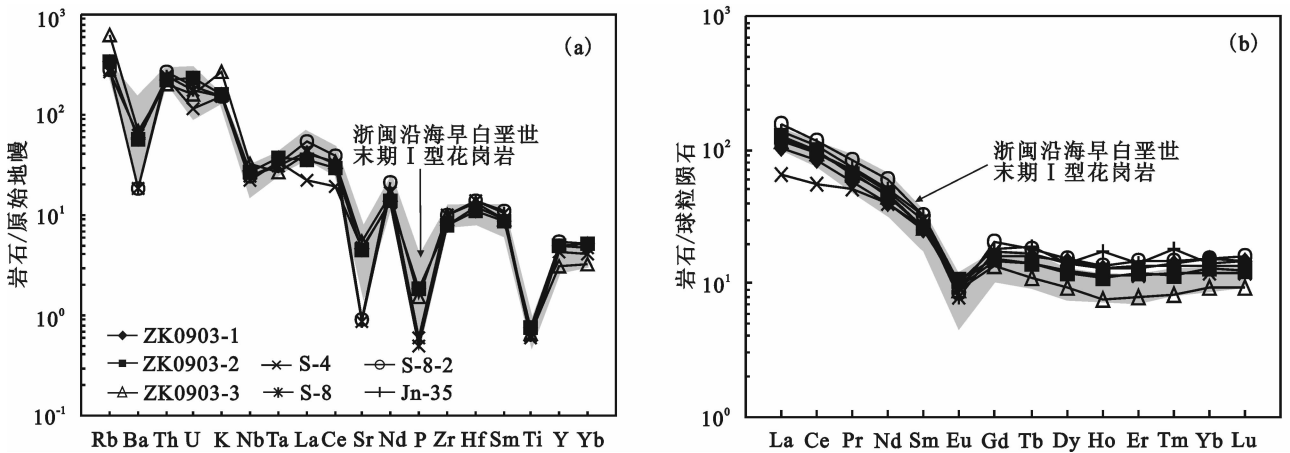 10³
10²
10¹
10⁰
10⁻¹
岩石/原始地幔
(a)
浙闽沿海早白垩世
末期 I 型花岗岩
ZK0903-1
ZK0903-2
ZK0903-3
S-4
S-8
S-8-2
Jn-35
Rb Ba Th U K Nb Ta La Ce Sr Nd P Zr Hf Sm Ti Y Yb
10³
10²
10¹
10⁰
岩石/球粒陨石
(b)
浙闽沿海早白垩世
末期 I 型花岗岩
La Ce Pr Nd Sm Eu Gd Tb Dy Ho Er Tm Yb Lu